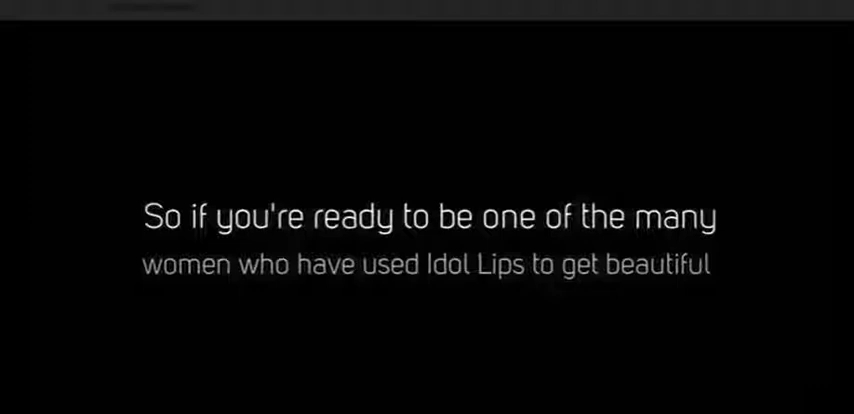 So if you're ready to be one of the many
women who have used Idol Lips to get beautiful